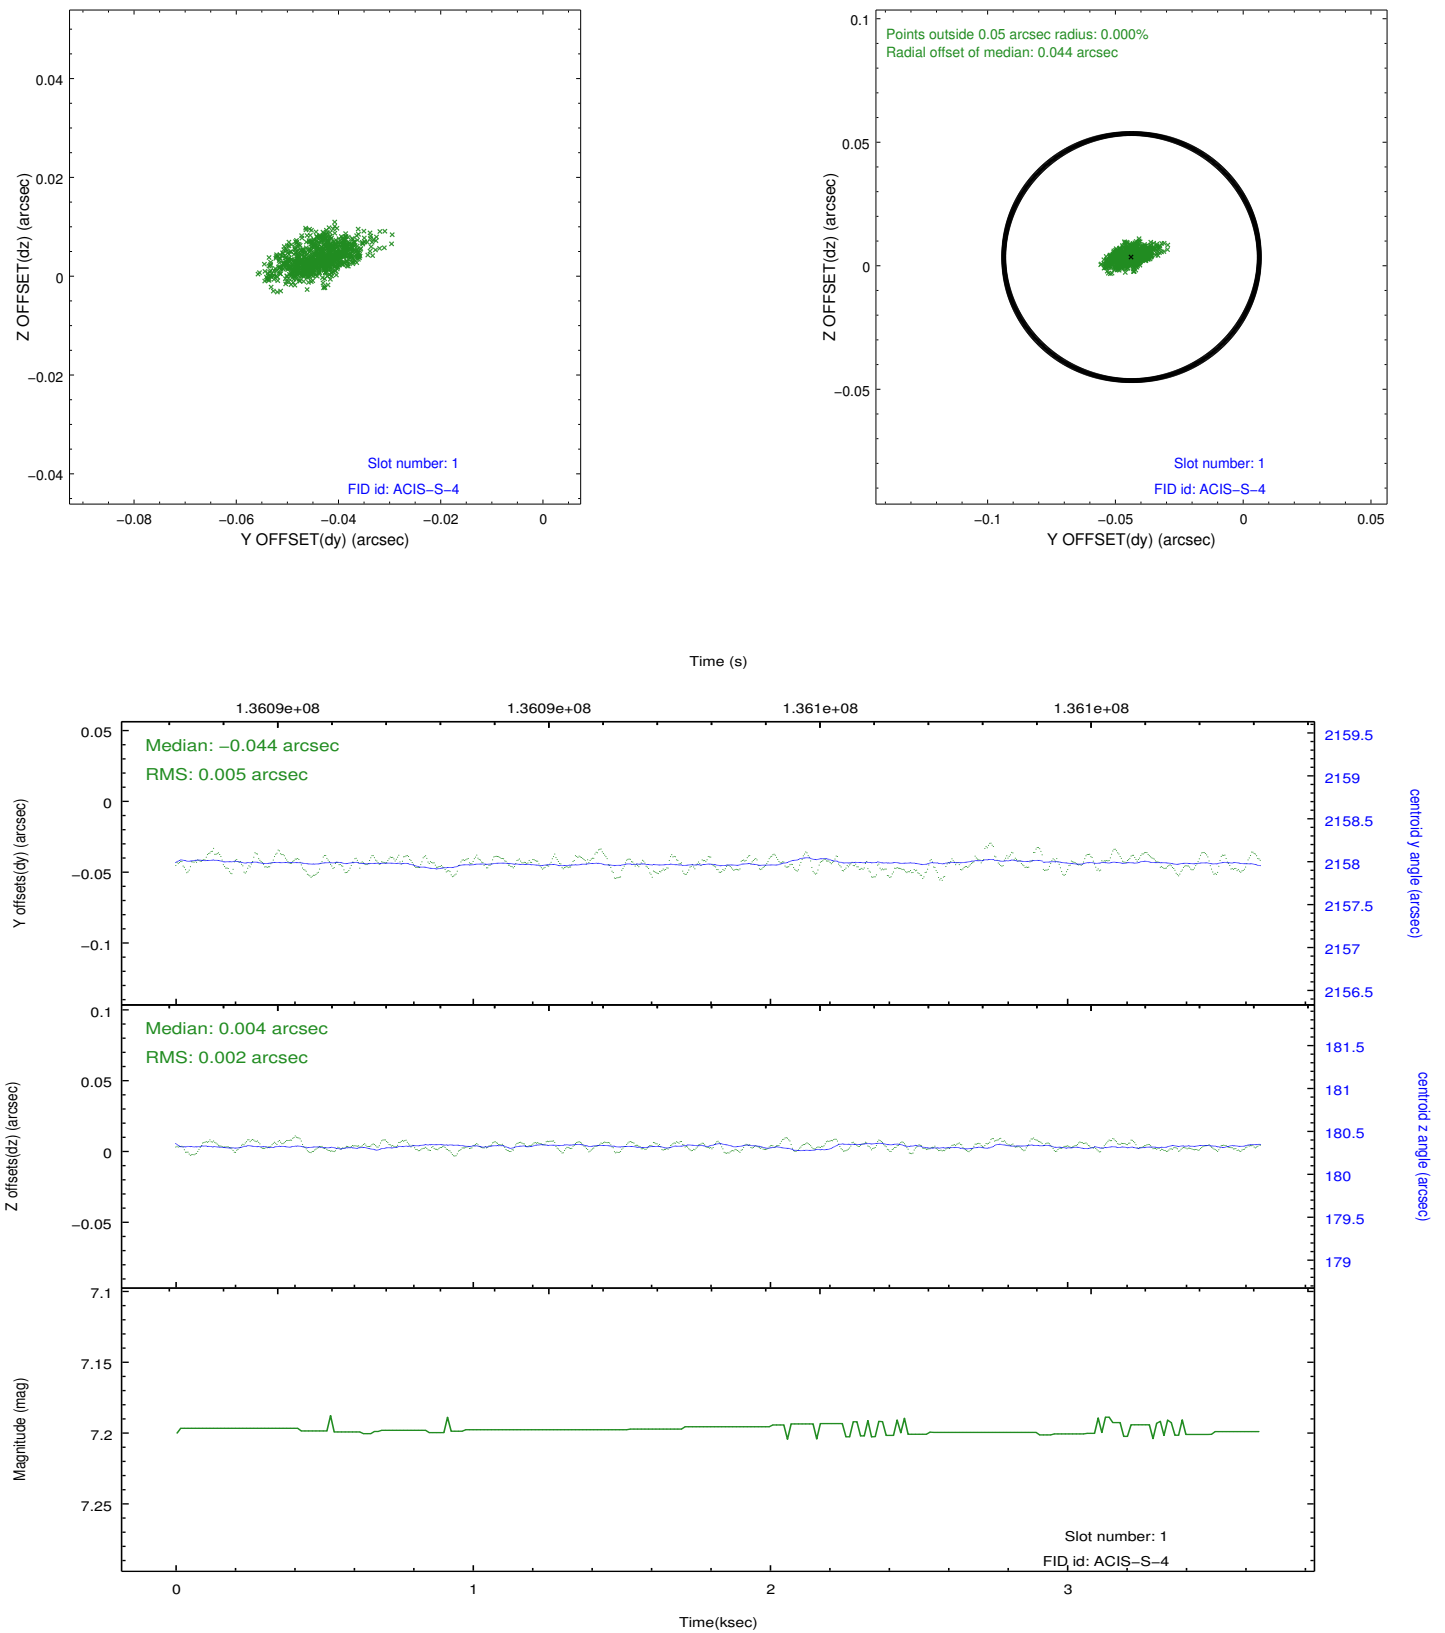 0.04
0.02
0
−0.02
−0.04
Z OFFSET(dz) (arcsec)
Slot number: 1
FID id: ACIS−S−4
−0.08
−0.06
−0.04
−0.02
0
Y OFFSET(dy) (arcsec)
Points outside 0.05 arcsec radius: 0.000%
Radial offset of median: 0.044 arcsec
0.1
0.05
0
−0.05
Z OFFSET(dz) (arcsec)
Slot number: 1
FID id: ACIS−S−4
−0.1
−0.05
0
0.05
Y OFFSET(dy) (arcsec)
Time (s)
1.3609e+08
1.3609e+08
1.361e+08
1.361e+08
Median: −0.044 arcsec
RMS: 0.005 arcsec
0.05
0
−0.05
−0.1
Y offsets(dy) (arcsec)
2159.5
2159
2158.5
2158
2157.5
2157
2156.5
centroid y angle (arcsec)
Median: 0.004 arcsec
RMS: 0.002 arcsec
0.1
0.05
0
−0.05
Z offsets(dz) (arcsec)
181.5
181
180.5
180
179.5
179
centroid z angle (arcsec)
7.1
7.15
7.2
7.25
Magnitude (mag)
Slot number: 1
FID id: ACIS−S−4
0
1
2
3
Time(ksec)